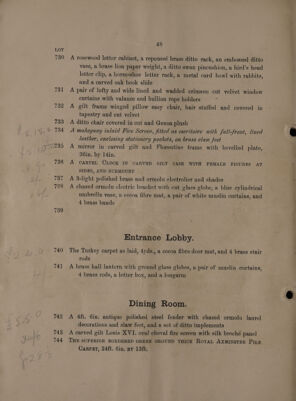 48
LOT
730 A rosewood letter cabinet, a repoussé brass ditto rack, an embossed ditto
vase, a brass lion paper weight, a ditto swan pincushion, a bird's head
letter clip, a horseshoe letter rack, a metal card bowl with rabbits,
and a carved oak book slide
731 A pair of lofty and wide lined and wadded crimson cut velvet window
curtains with valance and bullion rope holders
732 A gilt frame winged pillow easy chair, hair stuffed and covered in
tapestry and cut velvet
733 A ditto chair covered in cut and Genoa plush
734 A mahogany inlaid Fire Screen, fitted as escritoire with fall-front, lined
leather, enclosing stationery pockets, on brass claw feet
735 A mirror in carved gilt and Florentine frame with bevelled plate,
36in. by 14in.
736 A CARTEL CLOCK IN CARVED GILT CASE WITH FEMALE FIGURES AT
SIDES, AND SURMOUNT
737 A 3-light polished brass and ormolu electrolier and shades
738 A chased ormolu electric bracket with cut glass globe, a blue cylindrical
umbrella vase, a cocoa fibre mat, a pair of white muslin curtains, and
4 brass bands
739
Entrance Lobby.
740 The Turkey carpet as laid, 4yds., a cocoa fibre door mat, and 4 brass stair
rods
741 A brass hall lantern with ground glass globes, a pair of muslin curtains,
4 brass rods, a letter box, and a longarm
Dining Room.
742 A 4ft. 6in. antique polished steel fender with chased ormolu laurel
decorations and claw feet, and a set of ditto implements
743 A carved gilt Louis XVI. oval cheval fire screen with silk broché panel
744 THE SUPERIOR BORDERED GREEN GROUND THICK ROYAL AXMINSTER PILE
CARPET, 24ft. 6in. BY 13ft.